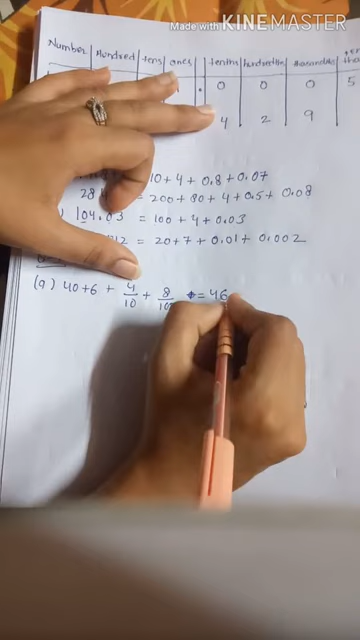 Made with KINEMASTER
Number Hundred tens ones . tenths hundredths thousandths
. 0 0 0 5
4 2 9
10 + 4 + 0.8 + 0.07
28 = 200 + 80 + 4 + 0.5 + 0.08
104.03 = 100 + 4 + 0.03
12 = 20 + 7 + 0.01 + 0.002
(a) 40 + 6 + 4/10 + 8/10 = 46